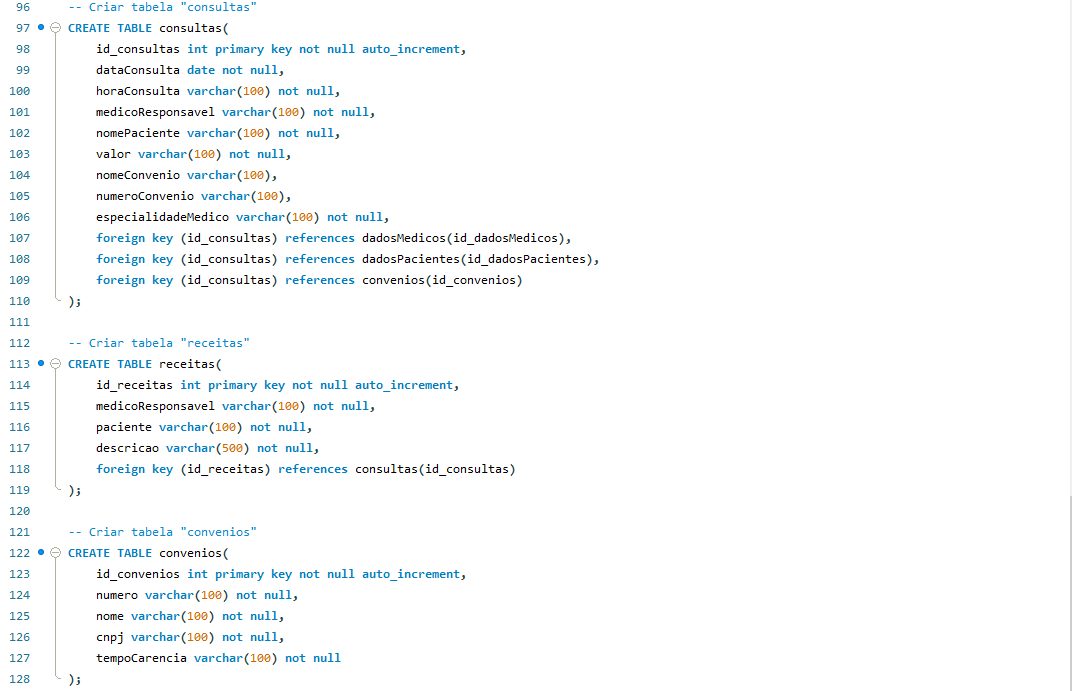 96 -- Criar tabela "consultas"
97 CREATE TABLE consultas(
98 id_consultas int primary key not null auto_increment,
99 dataConsulta date not null,
100 horaConsulta varchar(100) not null,
101 medicoResponsavel varchar(100) not null,
102 nomePaciente varchar(100) not null,
103 valor varchar(100) not null,
104 nomeConvenio varchar(100),
105 numeroConvenio varchar(100),
106 especialidadeMedico varchar(100) not null,
107 foreign key (id_consultas) references dadosMedicos(id_dadosMedicos),
108 foreign key (id_consultas) references dadosPacientes(id_dadosPacientes),
109 foreign key (id_consultas) references convenios(id_convenios)
110 );
111
112 -- Criar tabela "receitas"
113 CREATE TABLE receitas(
114 id_receitas int primary key not null auto_increment,
115 medicoResponsavel varchar(100) not null,
116 paciente varchar(100) not null,
117 descricao varchar(500) not null,
118 foreign key (id_receitas) references consultas(id_consultas)
119 );
120
121 -- Criar tabela "convenios"
122 CREATE TABLE convenios(
123 id_convenios int primary key not null auto_increment,
124 numero varchar(100) not null,
125 nome varchar(100) not null,
126 cnpj varchar(100) not null,
127 tempoCarencia varchar(100) not null
128 );